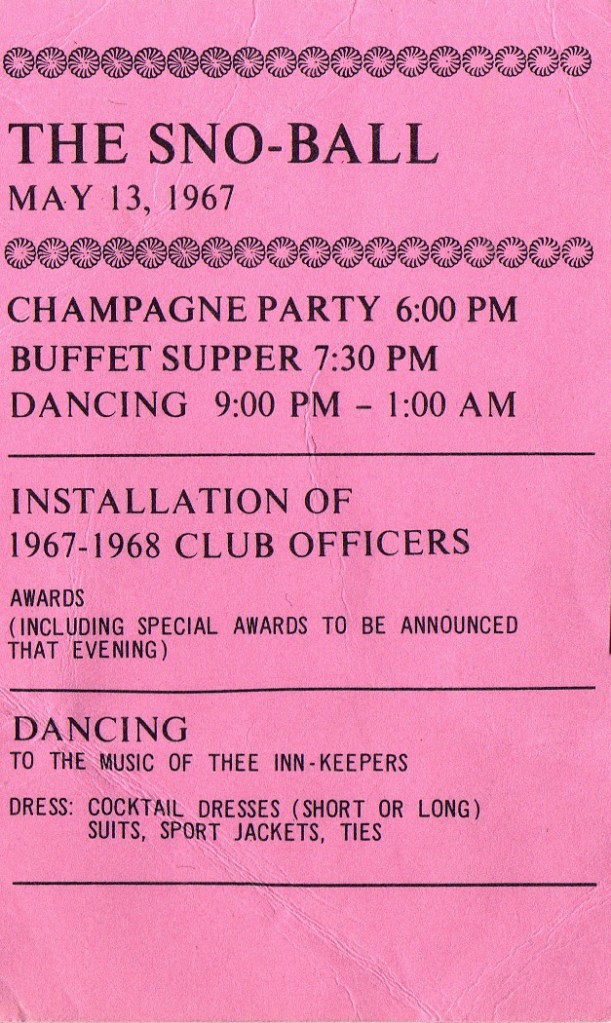 THE SNO-BALL
MAY 13, 1967
CHAMPAGNE PARTY 6:00 PM
BUFFET SUPPER 7:30 PM
DANCING 9:00 PM – 1:00 AM
INSTALLATION OF
1967-1968 CLUB OFFICERS
AWARDS
(INCLUDING SPECIAL AWARDS TO BE ANNOUNCED
THAT EVENING)
DANCING
TO THE MUSIC OF THEE INN-KEEPERS
DRESS: COCKTAIL DRESSES (SHORT OR LONG)
SUITS, SPORT JACKETS, TIES